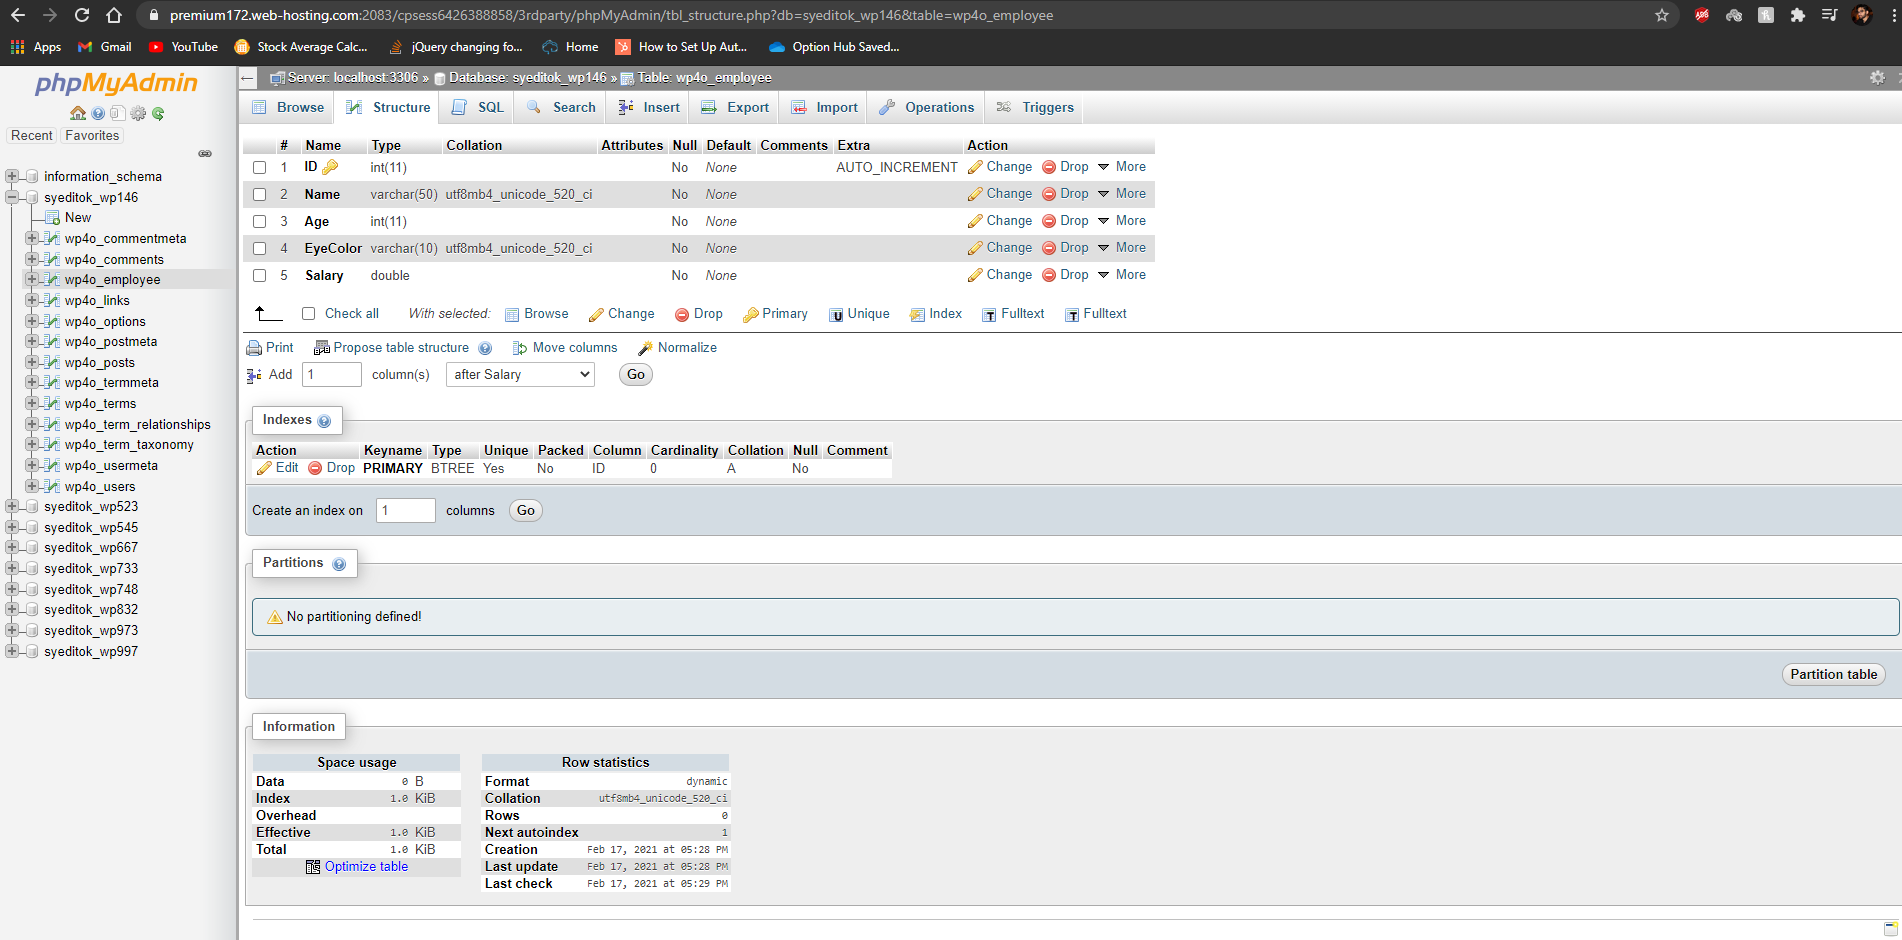 premium172.web-hosting.com:2083/cpsess6426388858/3rdparty/phpMyAdmin/tbl_structure.php?db=syeditok_wp146&table=wp4o_employee
Apps Gmail YouTube Stock Average Calc... jQuery changing fo... Home How to Set Up Aut... Option Hub Saved...
phpMyAdmin
Recent Favorites
information_schema
syeditok_wp146
New
wp4o_commentmeta
wp4o_comments
wp4o_employee
wp4o_links
wp4o_options
wp4o_postmeta
wp4o_posts
wp4o_termmeta
wp4o_terms
wp4o_term_relationships
wp4o_term_taxonomy
wp4o_usermeta
wp4o_users
syeditok_wp523
syeditok_wp545
syeditok_wp667
syeditok_wp733
syeditok_wp748
syeditok_wp832
syeditok_wp973
syeditok_wp997
Server: localhost:3306 » Database: syeditok_wp146 » Table: wp4o_employee
Browse Structure SQL Search Insert Export Import Operations Triggers
# Name Type Collation Attributes Null Default Comments Extra Action
1 ID int(11) No None AUTO_INCREMENT Change Drop More
2 Name varchar(50) utf8mb4_unicode_520_ci No None Change Drop More
3 Age int(11) No None Change Drop More
4 EyeColor varchar(10) utf8mb4_unicode_520_ci No None Change Drop More
5 Salary double No None Change Drop More
Check all With selected: Browse Change Drop Primary Unique Index Fulltext Fulltext
Print Propose table structure Move columns Normalize
Add 1 column(s) after Salary Go
Indexes
Action Keyname Type Unique Packed Column Cardinality Collation Null Comment
Edit Drop PRIMARY BTREE Yes No ID 0 A No
Create an index on 1 columns Go
Partitions
No partitioning defined!
Partition table
Information
Space usage
Data 0 B
Index 1.0 KiB
Overhead
Effective 1.0 KiB
Total 1.0 KiB
Optimize table
Row statistics
Format dynamic
Collation utf8mb4_unicode_520_ci
Rows 0
Next autoindex 1
Creation Feb 17, 2021 at 05:28 PM
Last update Feb 17, 2021 at 05:28 PM
Last check Feb 17, 2021 at 05:29 PM